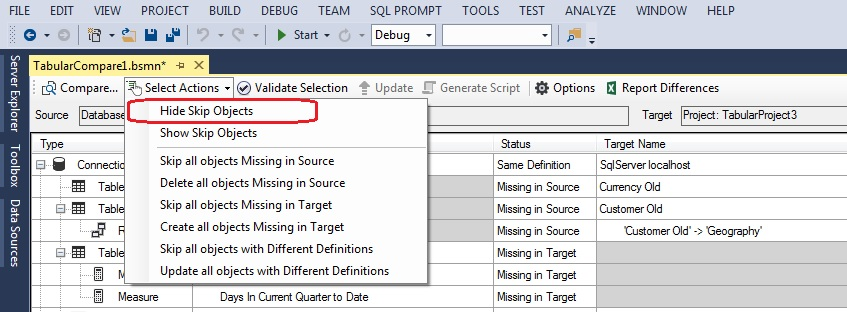 FILE EDIT VIEW PROJECT BUILD DEBUG TEAM SQL PROMPT TOOLS TEST ANALYZE WINDOW HELP
Start Debug
Server Explorer
Toolbox
Data Sources
TabularCompare1.bsmn*
Compare... Select Actions Validate Selection Update Generate Script Options Report Differences
Source Database Target Project: TabularProject3
Hide Skip Objects
Show Skip Objects
Skip all objects Missing in Source
Delete all objects Missing in Source
Skip all objects Missing in Target
Create all objects Missing in Target
Skip all objects with Different Definitions
Update all objects with Different Definitions
Type Status Target Name
Connectio Same Definition SqlServer localhost
Table Missing in Source Currency Old
Table Missing in Source Customer Old
R Missing in Source 'Customer Old' -> 'Geography'
Table Missing in Target
M Missing in Target
Measure Days In Current Quarter to Date Missing in Target